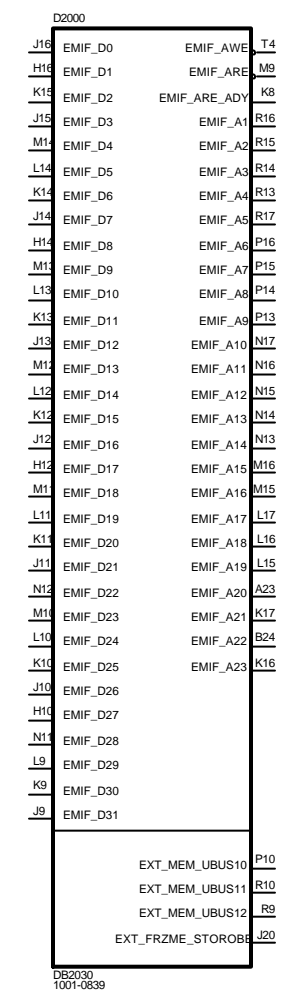 D2000
J16 EMIF_D0 EMIF_AWE T4
H16 EMIF_D1 EMIF_ARE M9
K15 EMIF_D2 EMIF_ARE_ADY K8
J15 EMIF_D3 EMIF_A1 R16
M14 EMIF_D4 EMIF_A2 R15
L14 EMIF_D5 EMIF_A3 R14
K14 EMIF_D6 EMIF_A4 R13
J14 EMIF_D7 EMIF_A5 R17
H14 EMIF_D8 EMIF_A6 P16
M13 EMIF_D9 EMIF_A7 P15
L13 EMIF_D10 EMIF_A8 P14
K13 EMIF_D11 EMIF_A9 P13
J13 EMIF_D12 EMIF_A10 N17
M12 EMIF_D13 EMIF_A11 N16
L12 EMIF_D14 EMIF_A12 N15
K12 EMIF_D15 EMIF_A13 N14
J12 EMIF_D16 EMIF_A14 N13
H12 EMIF_D17 EMIF_A15 M16
M11 EMIF_D18 EMIF_A16 M15
L11 EMIF_D19 EMIF_A17 L17
K11 EMIF_D20 EMIF_A18 L16
J11 EMIF_D21 EMIF_A19 L15
N12 EMIF_D22 EMIF_A20 A23
M10 EMIF_D23 EMIF_A21 K17
L10 EMIF_D24 EMIF_A22 B24
K10 EMIF_D25 EMIF_A23 K16
J10 EMIF_D26
H10 EMIF_D27
N11 EMIF_D28
L9 EMIF_D29
K9 EMIF_D30
J9 EMIF_D31
EXT_MEM_UBUS10 P10
EXT_MEM_UBUS11 R10
EXT_MEM_UBUS12 R9
EXT_FRZME_STOROBE J20
DB2030
1001-0839